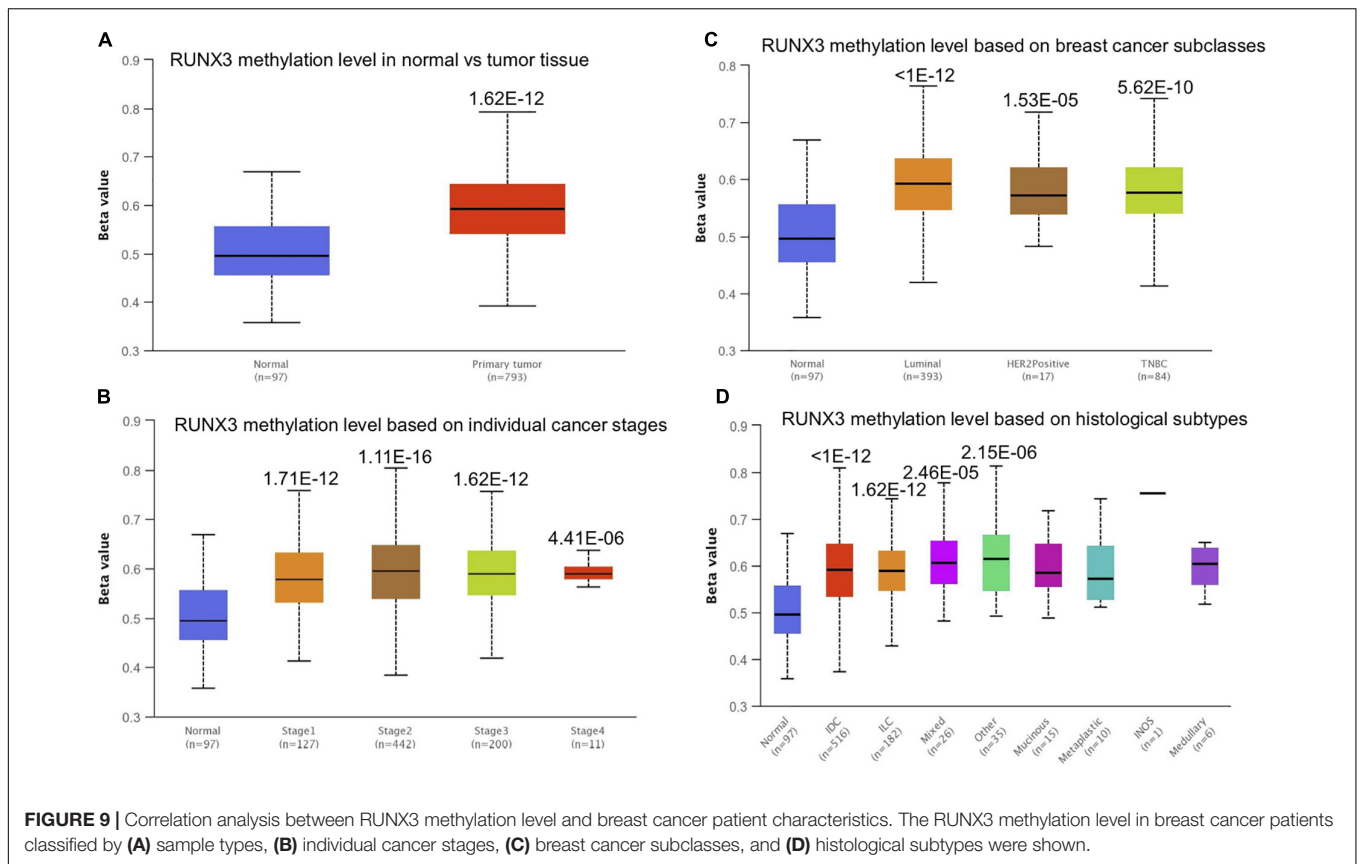 A
RUNX3 methylation level in normal vs tumor tissue
0.9
0.8
0.7
0.6
0.5
0.4
0.3
Beta value
1.62E-12
Normal
(n=97)
Primary tumor
(n=793)
C
RUNX3 methylation level based on breast cancer subclasses
0.8
0.7
0.6
0.5
0.4
0.3
Beta value
<1E-12
1.53E-05
5.62E-10
Normal
(n=97)
Luminal
(n=393)
HER2Positive
(n=17)
TNBC
(n=84)
B
RUNX3 methylation level based on individual cancer stages
0.9
0.8
0.7
0.6
0.5
0.4
0.3
Beta value
1.71E-12
1.11E-16
1.62E-12
4.41E-06
Normal
(n=97)
Stage1
(n=127)
Stage2
(n=442)
Stage3
(n=200)
Stage4
(n=11)
D
RUNX3 methylation level based on histological subtypes
0.9
0.8
0.7
0.6
0.5
0.4
0.3
Beta value
<1E-12
1.62E-12
2.46E-05
2.15E-06
Normal
(n=97)
IDC
(n=516)
ILC
(n=182)
Mixed
(n=26)
Other
(n=35)
Mucinous
(n=15)
Metaplastic
(n=10)
INOS
(n=1)
Medullary
(n=6)
FIGURE 9 | Correlation analysis between RUNX3 methylation level and breast cancer patient characteristics. The RUNX3 methylation level in breast cancer patients
classified by (A) sample types, (B) individual cancer stages, (C) breast cancer subclasses, and (D) histological subtypes were shown.